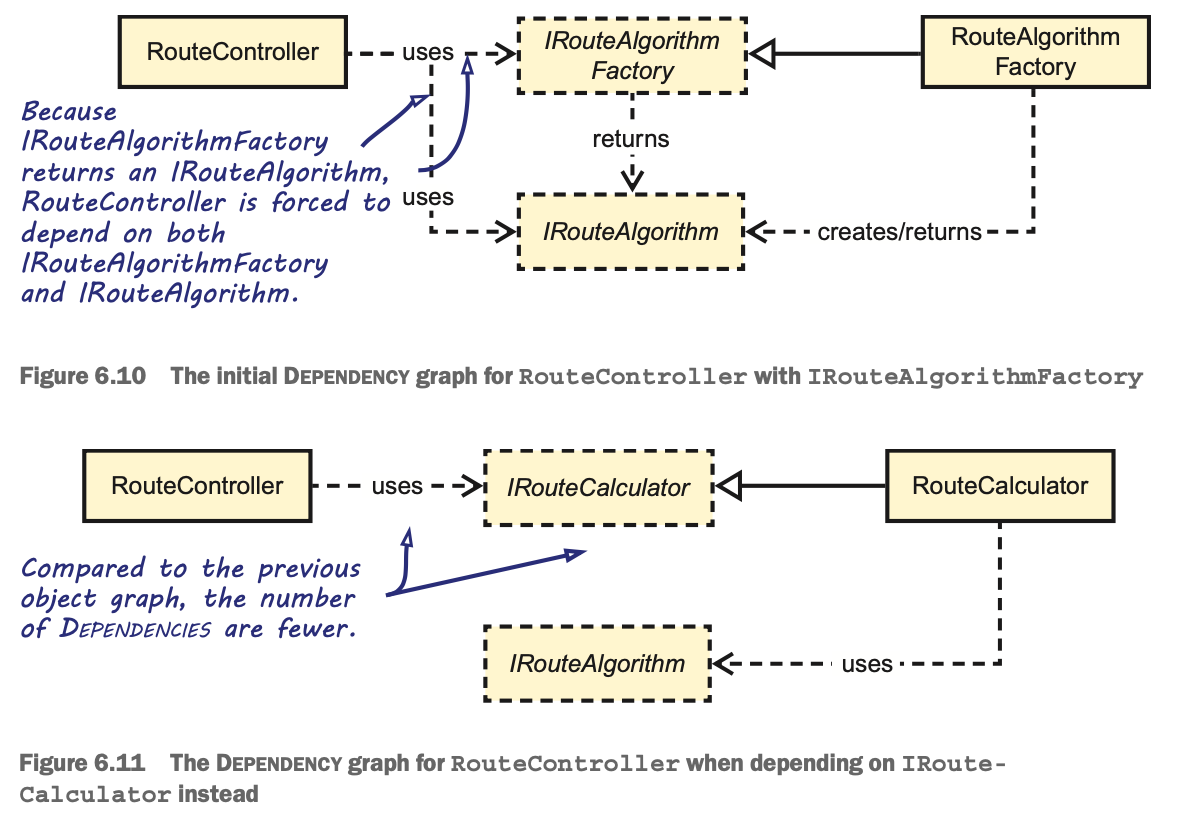 RouteController
uses
IRouteAlgorithm
Factory
RouteAlgorithm
Factory
Because
IRouteAlgorithmFactory
returns an IRouteAlgorithm,
RouteController is forced to
depend on both
IRouteAlgorithmFactory
and IRouteAlgorithm.
returns
uses
IRouteAlgorithm
creates/returns
Figure 6.10 The initial DEPENDENCY graph for RouteController with IRouteAlgorithmFactory
RouteController
uses
IRouteCalculator
RouteCalculator
Compared to the previous
object graph, the number
of DEPENDENCIES are fewer.
IRouteAlgorithm
uses
Figure 6.11 The DEPENDENCY graph for RouteController when depending on IRoute-
Calculator instead